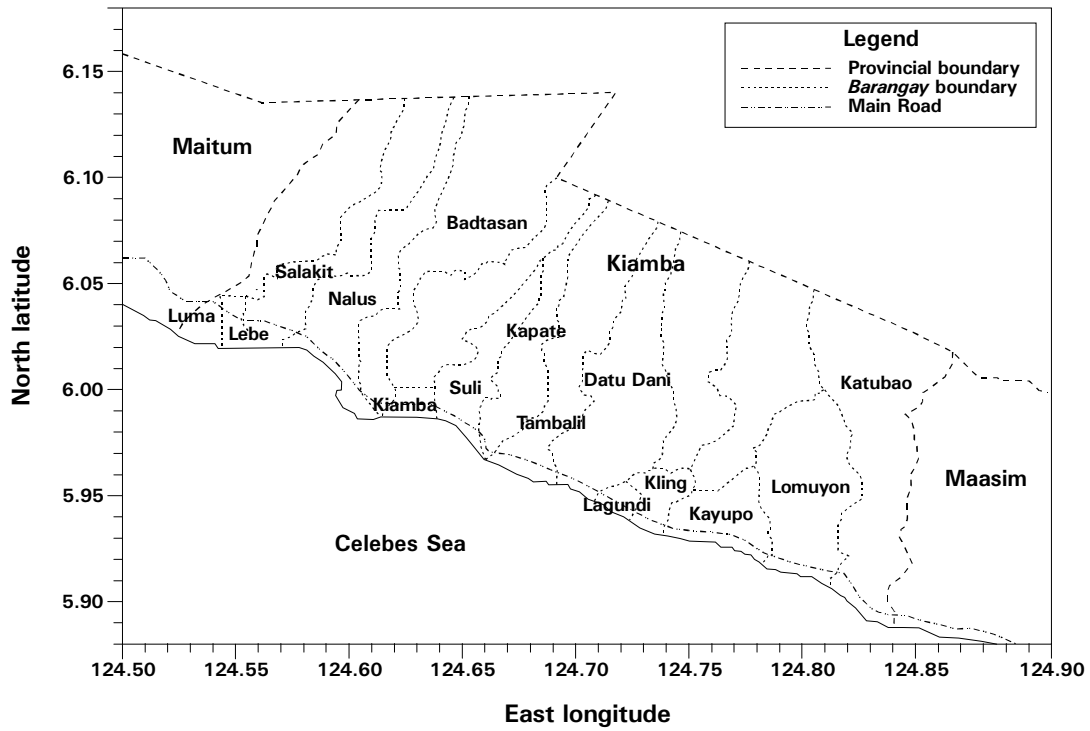 Legend
Provincial boundary
Barangay boundary
Main Road
6.15
6.10
6.05
6.00
5.95
5.90
North latitude
Maitum
Badtasan
Salakit
Kiamba
Nalus
Luma
Lebe
Kapate
Suli
Datu Dani
Katubao
Kiamba
Tambalil
Kling
Lomuyon
Maasim
Lagundi
Kayupo
Celebes Sea
124.50 124.55 124.60 124.65 124.70 124.75 124.80 124.85 124.90
East longitude